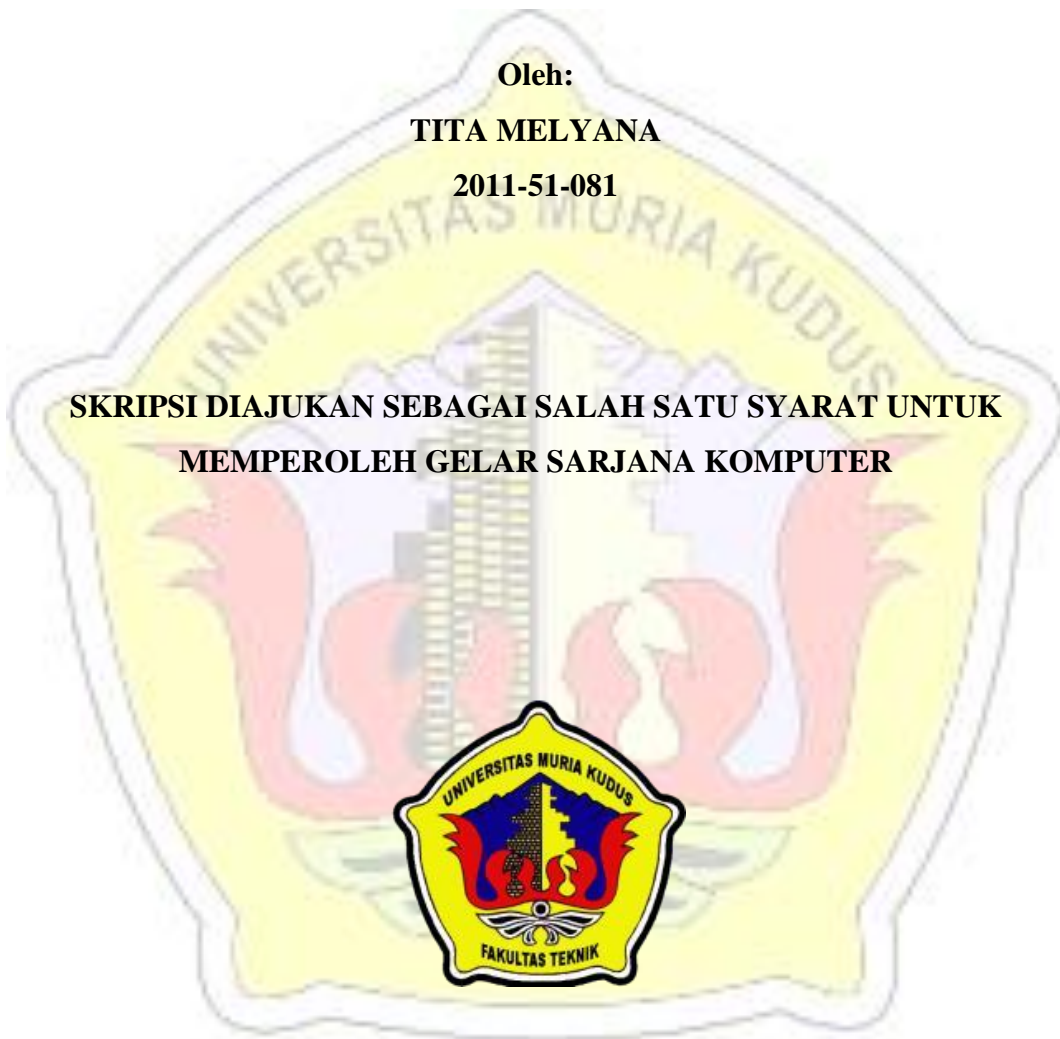 Oleh:
TITA MELYANA
2011-51-081
UNIVERSITAS MURIA KUDUS
SKRIPSI DIAJUKAN SEBAGAI SALAH SATU SYARAT UNTUK
MEMPEROLEH GELAR SARJANA KOMPUTER
UNIVERSITAS MURIA KUDUS
FAKULTAS TEKNIK